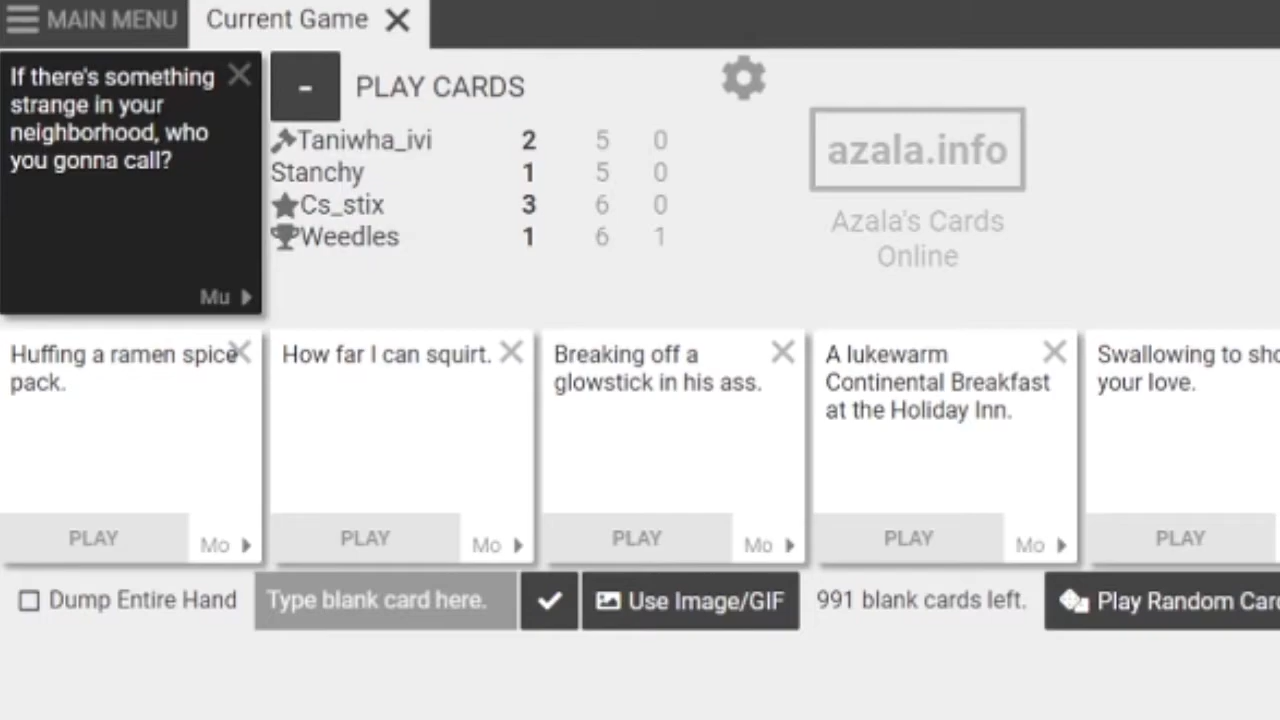 MAIN MENU
Current Game
If there's something
strange in your
neighborhood, who
you gonna call?
Mu
- PLAY CARDS
Taniwha_ivi 2 5 0
Stanchy 1 5 0
Cs_stix 3 6 0
Weedles 1 6 1
azala.info
Azala's Cards
Online
Huffing a ramen spice
pack.
PLAY
Mo
How far I can squirt.
PLAY
Mo
Breaking off a
glowstick in his ass.
PLAY
Mo
A lukewarm
Continental Breakfast
at the Holiday Inn.
PLAY
Mo
Swallowing to
your love.
PLAY
Dump Entire Hand
Type blank card here.
Use Image/GIF
991 blank cards left.
Play Random